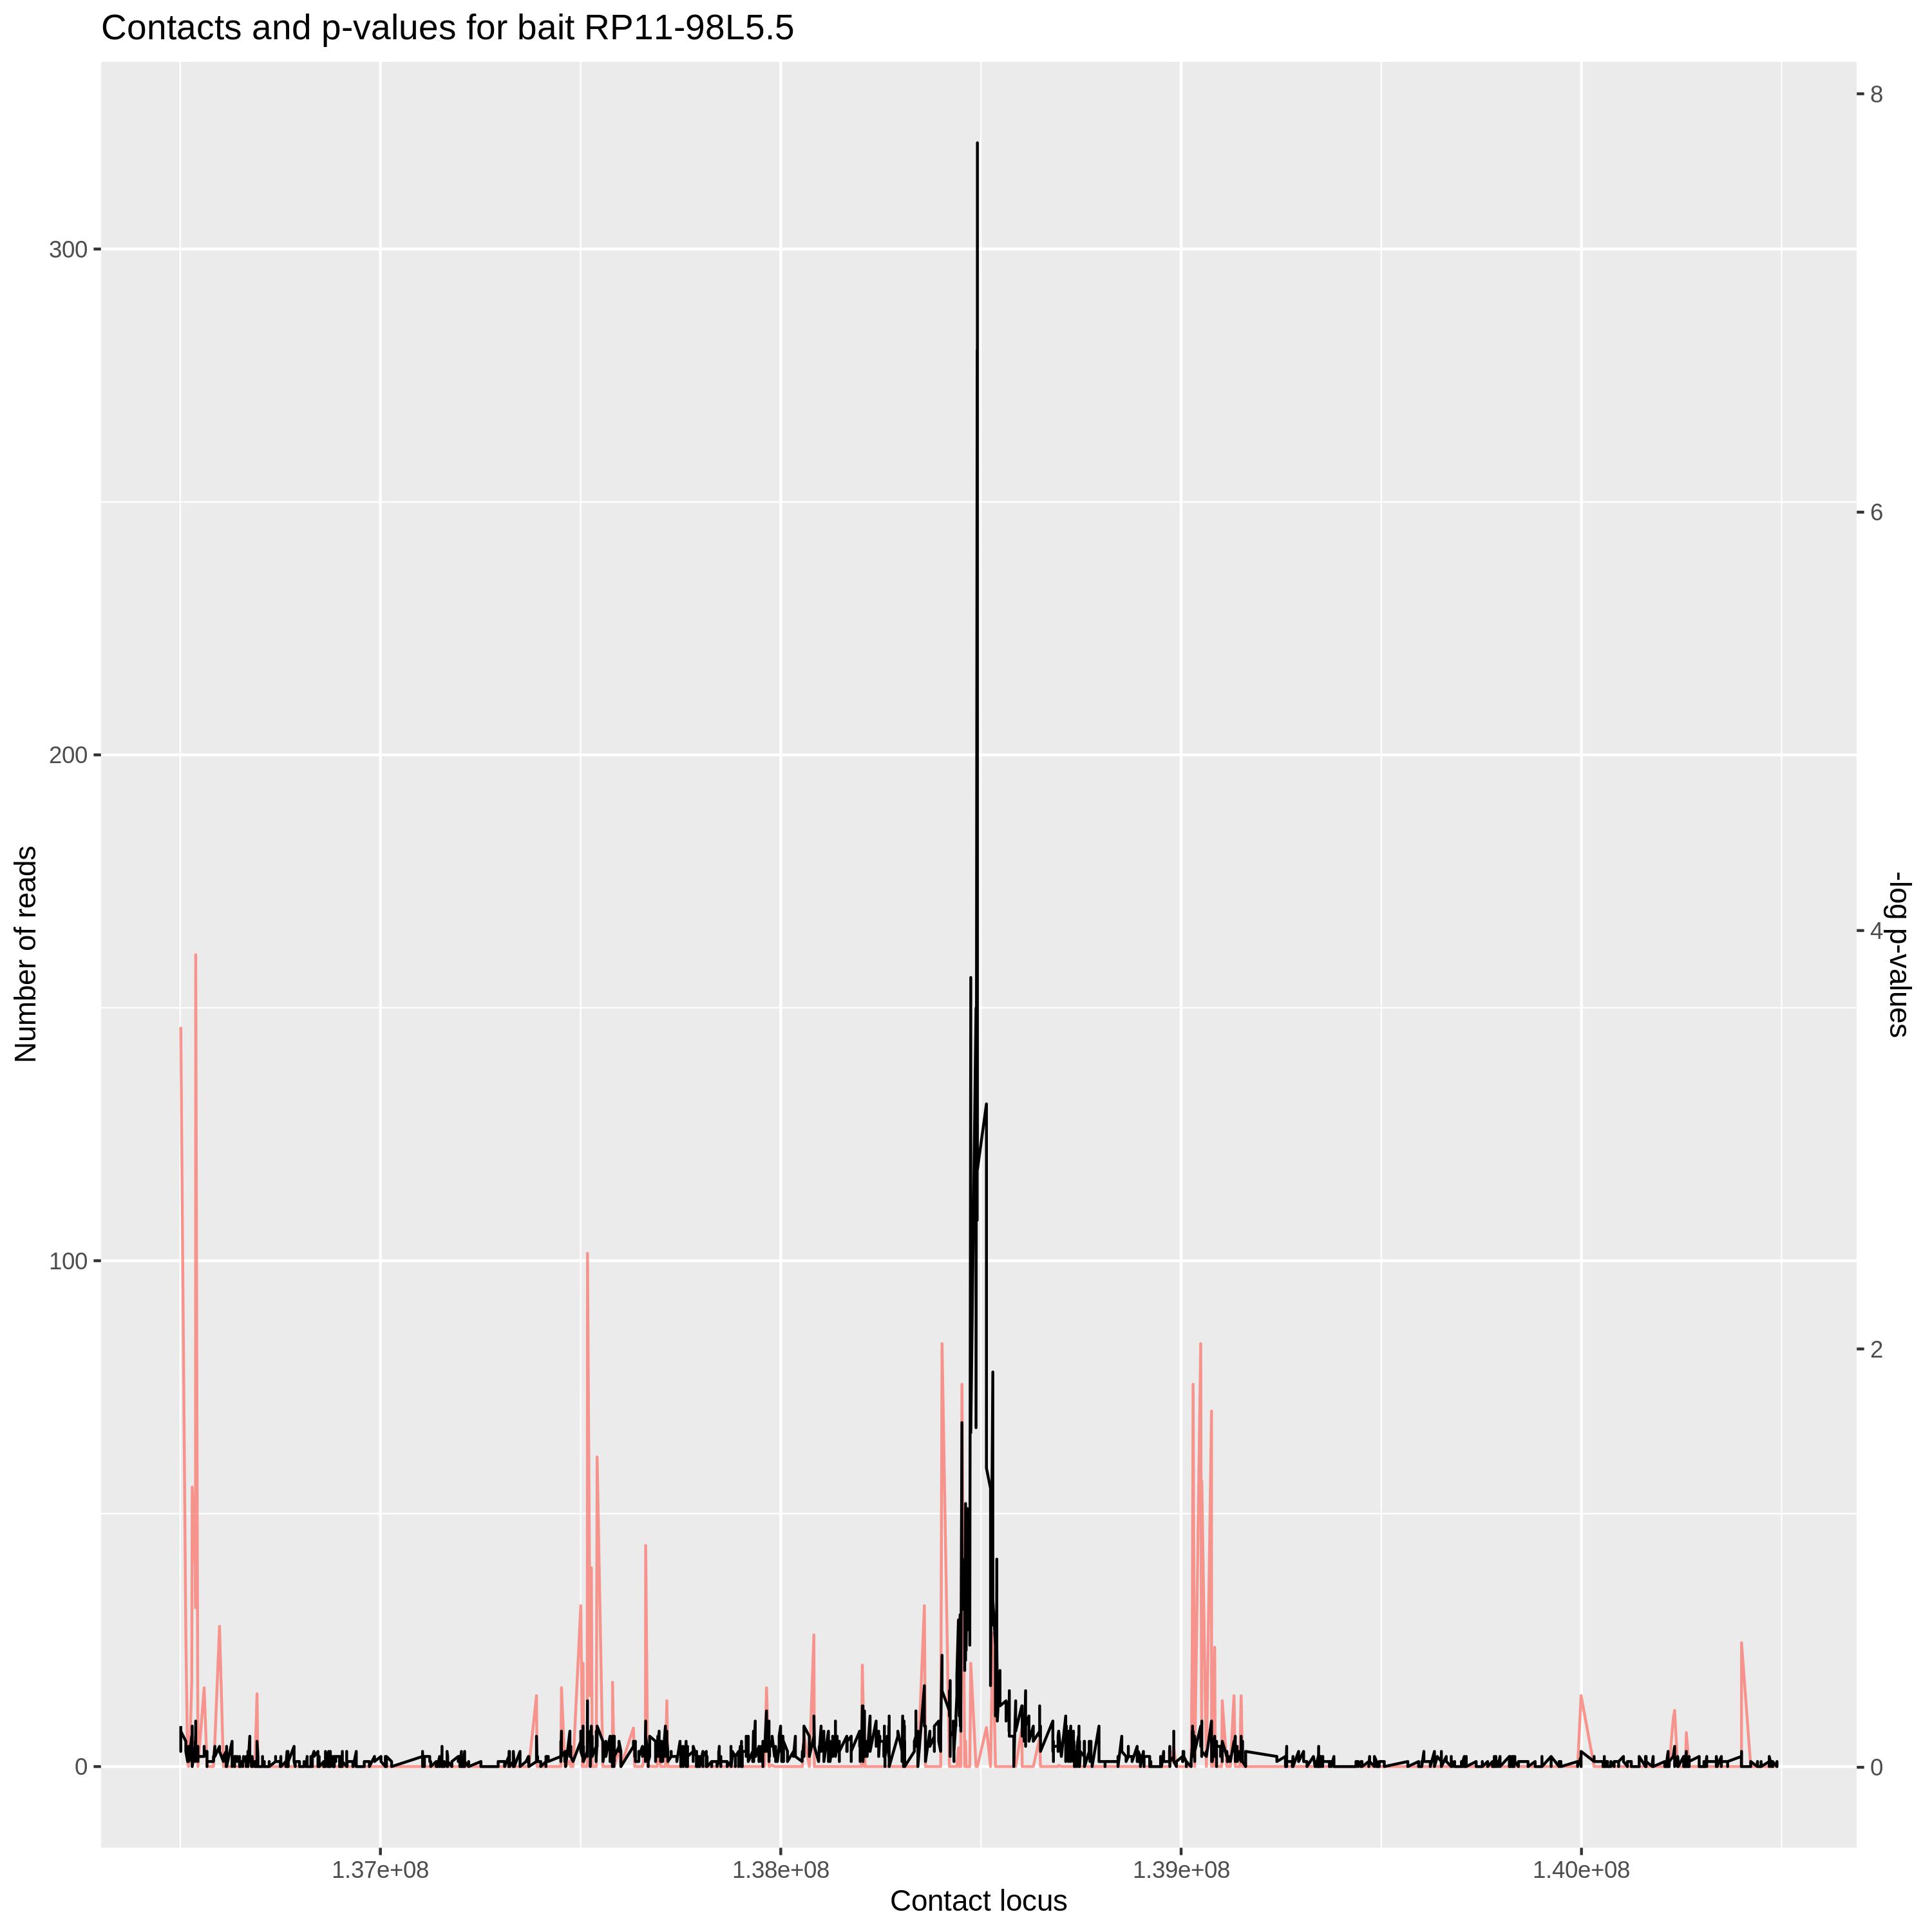 Contacts and p-values for bait RP11-98L5.5
8
300
6
200
Number of reads
4
-log p-values
100
2
0
0
1.37e+08
1.38e+08
1.39e+08
1.40e+08
Contact locus